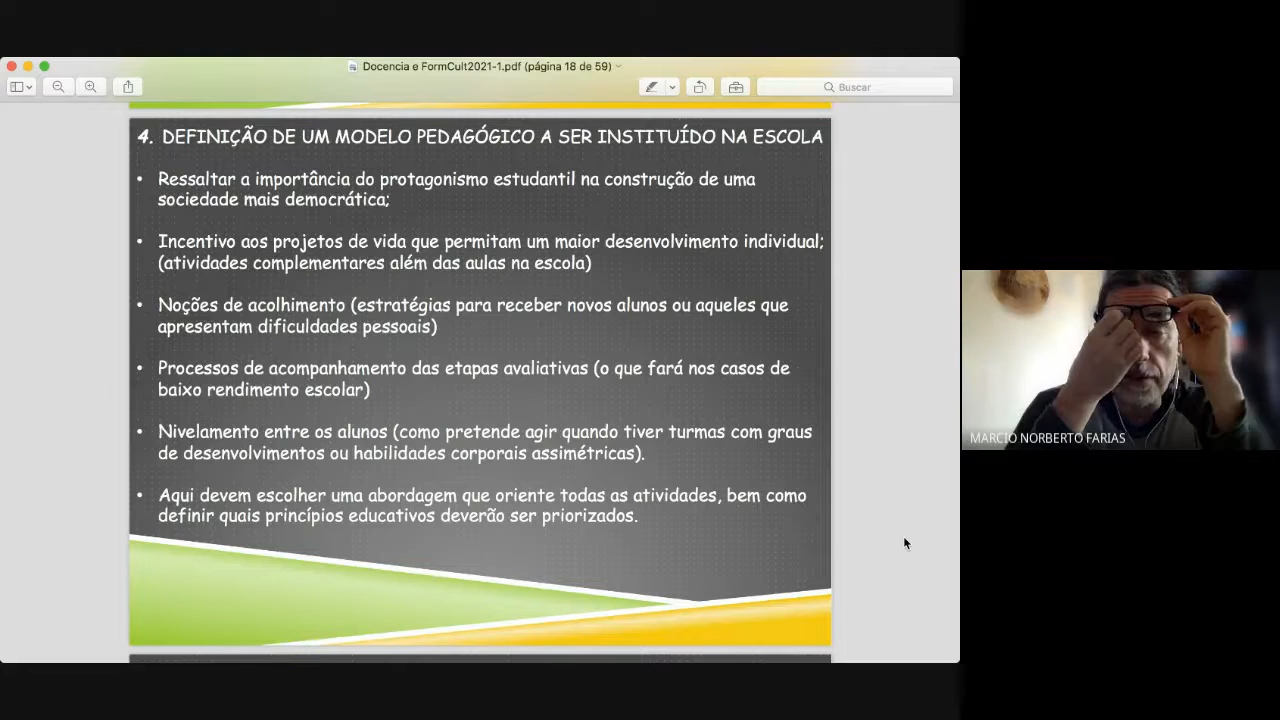 Docencia e FormCult2021-1.pdf (página 18 de 59)
Buscar
4. DEFINIÇÃO DE UM MODELO PEDAGÓGICO A SER INSTITUÍDO NA ESCOLA
• Ressaltar a importância do protagonismo estudantil na construção de uma
sociedade mais democrática;
• Incentivo aos projetos de vida que permitam um maior desenvolvimento individual;
(atividades complementares além das aulas na escola)
• Noções de acolhimento (estratégias para receber novos alunos ou aqueles que
apresentam dificuldades pessoais)
• Processos de acompanhamento das etapas avaliativas (o que fará nos casos de
baixo rendimento escolar)
• Nivelamento entre os alunos (como pretende agir quando tiver turmas com graus
de desenvolvimentos ou habilidades corporais assimétricas).
• Aqui devem escolher uma abordagem que oriente todas as atividades, bem como
definir quais princípios educativos deverão ser priorizados.
MARCIO NORBERTO FARIAS